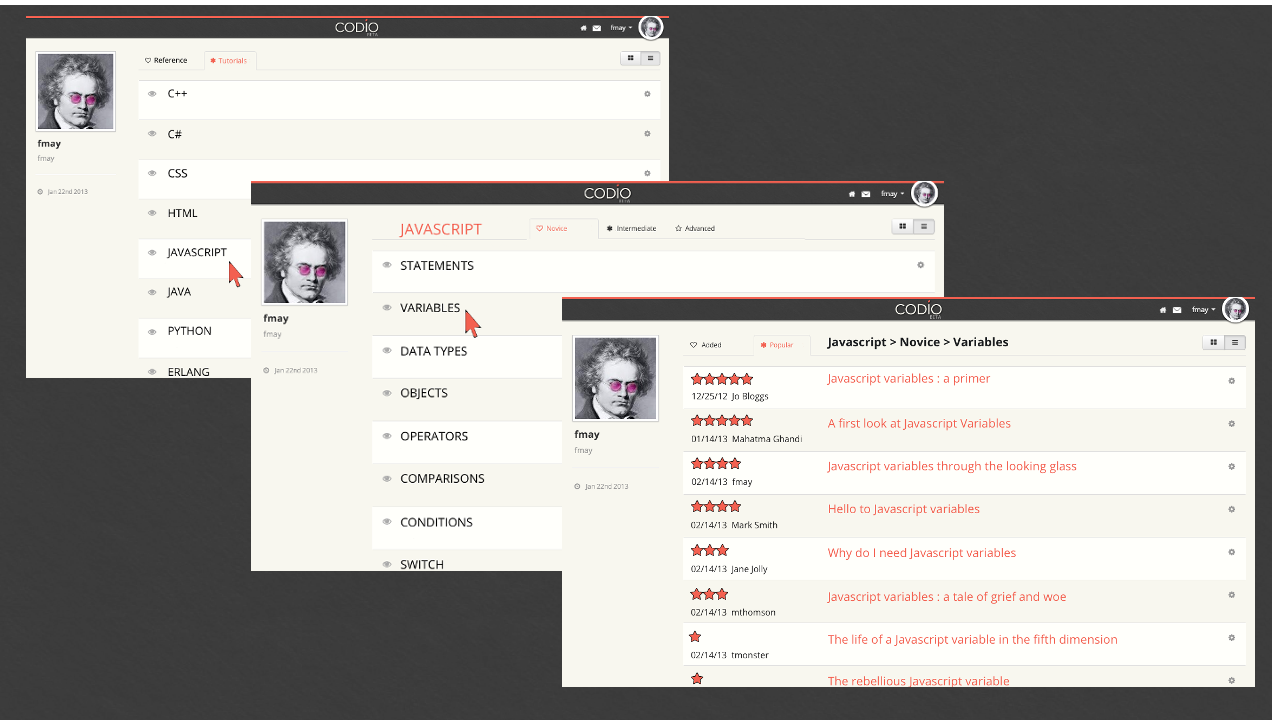 CODIO
BETA
fmay
Reference
Tutorials
fmay
fmay
Jan 22nd 2013
C++
C#
CSS
HTML
JAVASCRIPT
JAVA
PYTHON
ERLANG
CODIO
BETA
fmay
JAVASCRIPT
Novice
Intermediate
Advanced
fmay
fmay
Jan 22nd 2013
STATEMENTS
VARIABLES
DATA TYPES
OBJECTS
OPERATORS
COMPARISONS
CONDITIONS
SWITCH
CODIO
BETA
fmay
Added
Popular
Javascript > Novice > Variables
fmay
fmay
Jan 22nd 2013
Javascript variables : a primer
12/25/12 Jo Bloggs
A first look at Javascript Variables
01/14/13 Mahatma Ghandi
Javascript variables through the looking glass
02/14/13 fmay
Hello to Javascript variables
02/14/13 Mark Smith
Why do I need Javascript variables
02/14/13 Jane Jolly
Javascript variables : a tale of grief and woe
02/14/13 mthomson
The life of a Javascript variable in the fifth dimension
02/14/13 tmonster
The rebellious Javascript variable